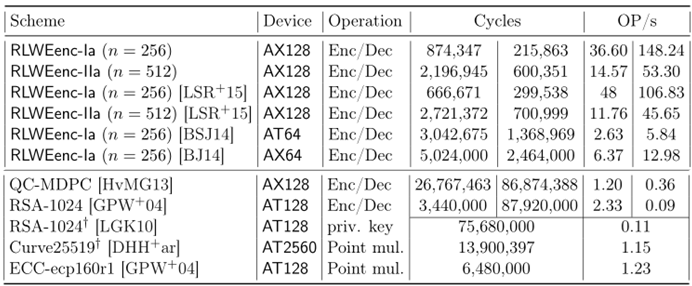 Scheme Device Operation Cycles OP/s
RLWEenc-Ia (n = 256) AX128 Enc/Dec 874,347 215,863 36.60 148.24
RLWEenc-IIa (n = 512) AX128 Enc/Dec 2,196,945 600,351 14.57 53.30
RLWEenc-Ia (n = 256) [LSR+15] AX128 Enc/Dec 666,671 299,538 48 106.83
RLWEenc-IIa (n = 512) [LSR+15] AX128 Enc/Dec 2,721,372 700,999 11.76 45.65
RLWEenc-Ia (n = 256) [BSJ14] AT64 Enc/Dec 3,042,675 1,368,969 2.63 5.84
RLWEenc-Ia (n = 256) [BJ14] AX64 Enc/Dec 5,024,000 2,464,000 6.37 12.98
QC-MDPC [HvMG13] AX128 Enc/Dec 26,767,463 86,874,388 1.20 0.36
RSA-1024 [GPW+04] AT128 Enc/Dec 3,440,000 87,920,000 2.33 0.09
RSA-1024† [LGK10] AT128 priv. key 75,680,000 0.11
Curve25519† [DHH+ar] AT2560 Point mul. 13,900,397 1.15
ECC-ecp160r1 [GPW+04] AT128 Point mul. 6,480,000 1.23